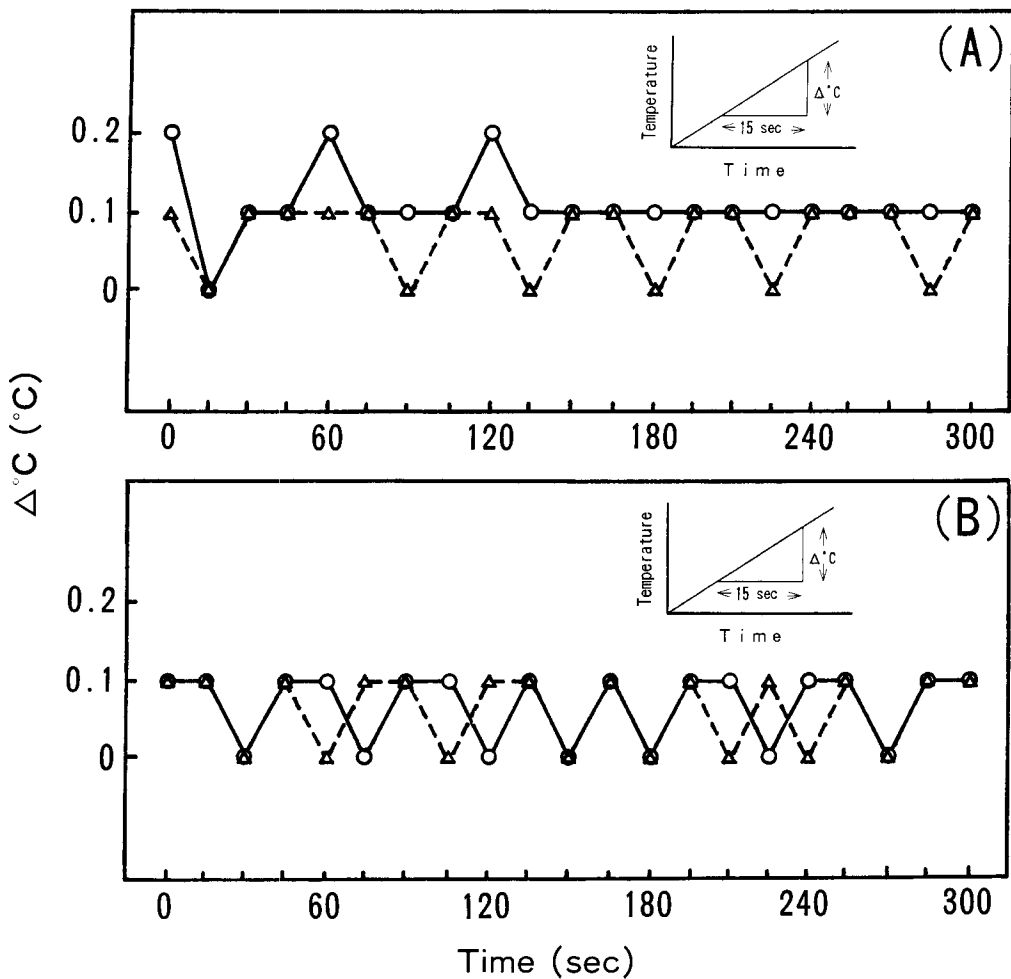 (A)
Temperature
Δ°C
15 sec
Time
0.2
0.1
0
0 60 120 180 240 300
Δ°C (°C)
(B)
Temperature
Δ°C
15 sec
Time
0.2
0.1
0
0 60 120 180 240 300
Time (sec)